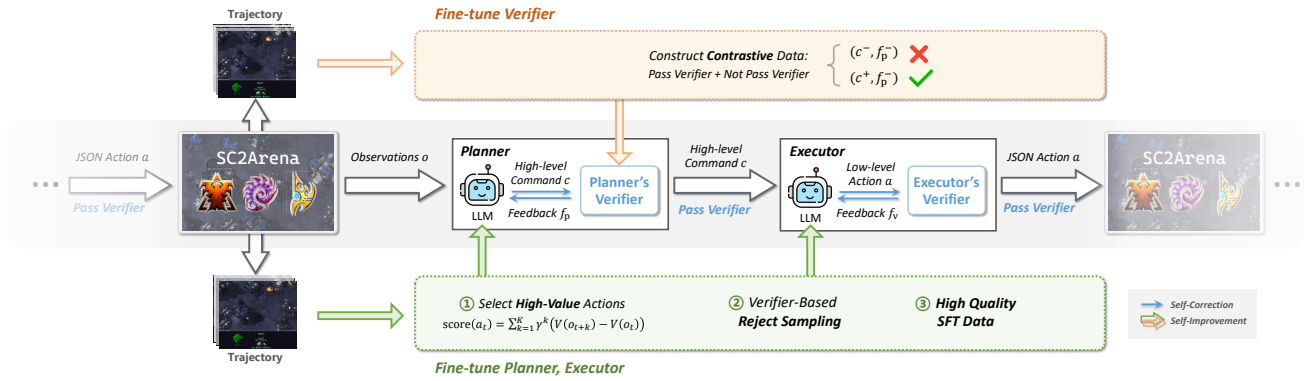 Trajectory
Fine-tune Verifier
Construct Contrastive Data:
Pass Verifier + Not Pass Verifier
(c⁻, f_p⁻)
(c⁺, f_p⁻)
JSON Action a
Pass Verifier
SC2Arena
Observations o
Planner
LLM
High-level
Command c
Feedback f_p
Planner's
Verifier
High-level
Command c
Pass Verifier
Executor
LLM
Low-level
Action a
Feedback f_v
Executor's
Verifier
JSON Action a
Pass Verifier
SC2Arena
① Select High-Value Actions
score(a_t) = ∑_{k=1}^{K} γ^k (V(o_{t+k}) − V(o_t))
② Verifier-Based
Reject Sampling
③ High Quality
SFT Data
Self-Correction
Self-Improvement
Trajectory
Fine-tune Planner, Executor